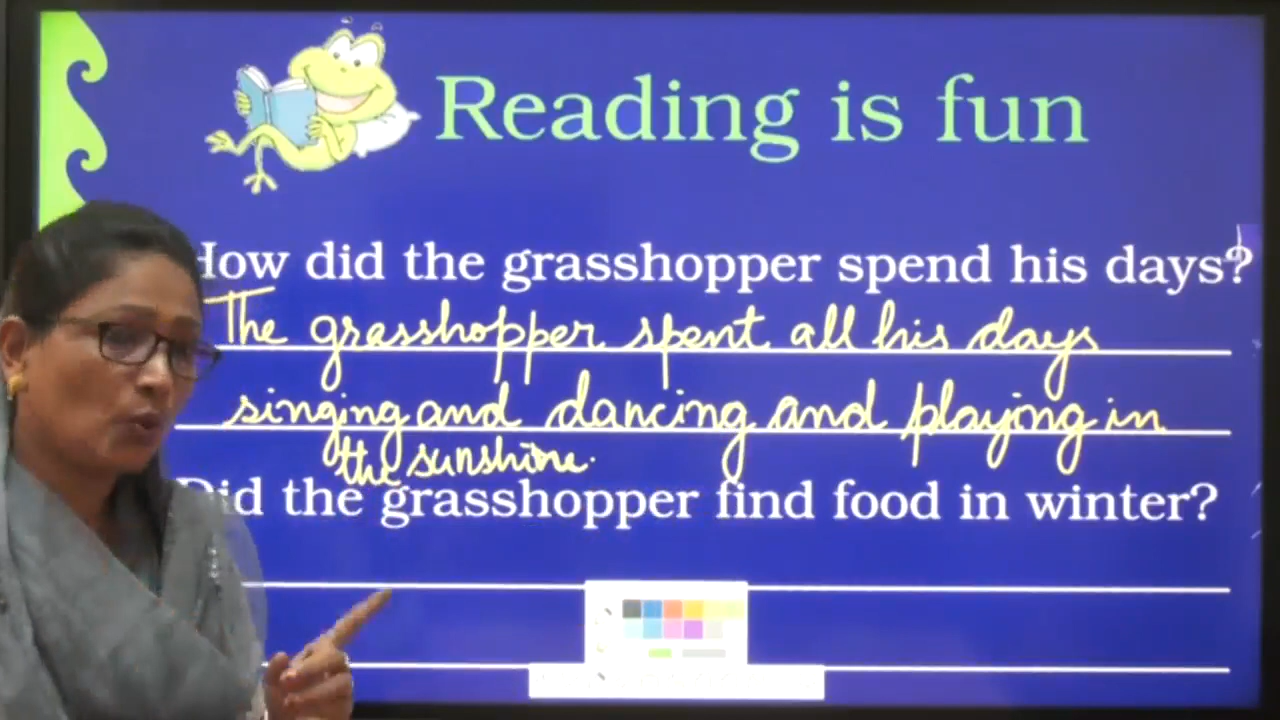 Reading is fun
How did the grasshopper spend his days?
The grasshopper spent all his days
singing and dancing and playing in
the sunshine.
Did the grasshopper find food in winter?